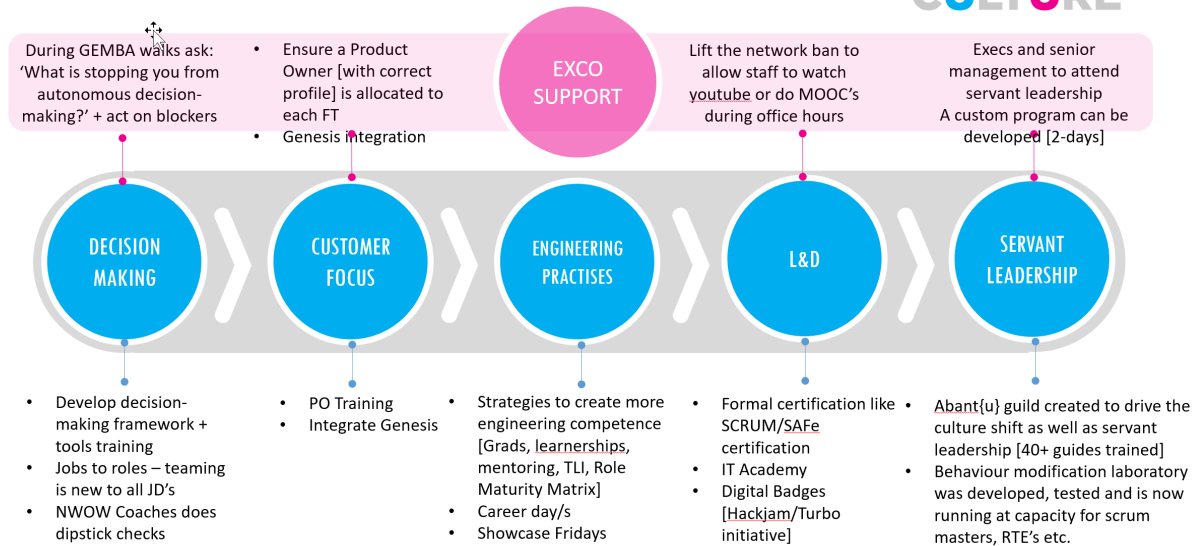 CULTURE
During GEMBA walks ask:
‘What is stopping you from
autonomous decision-
making?’ + act on blockers
• Ensure a Product
Owner [with correct
profile] is allocated to
each FT
• Genesis integration
EXCO
SUPPORT
Lift the network ban to
allow staff to watch
youtube or do MOOC’s
during office hours
Execs and senior
management to attend
servant leadership
A custom program can be
developed [2-days]
DECISION
MAKING
CUSTOMER
FOCUS
ENGINEERING
PRACTISES
L&D
SERVANT
LEADERSHIP
• Develop decision-
making framework +
tools training
• Jobs to roles – teaming
is new to all JD’s
• NWOW Coaches does
dipstick checks
• PO Training
• Integrate Genesis
• Strategies to create more
engineering competence
[Grads, learnerships,
mentoring, TLI, Role
Maturity Matrix]
• Career day/s
• Showcase Fridays
• Formal certification like
SCRUM/SAFe
certification
• IT Academy
• Digital Badges
[Hackjam/Turbo
initiative]
• Abant{u} guild created to drive the
culture shift as well as servant
leadership [40+ guides trained]
• Behaviour modification laboratory
was developed, tested and is now
running at capacity for scrum
masters, RTE’s etc.